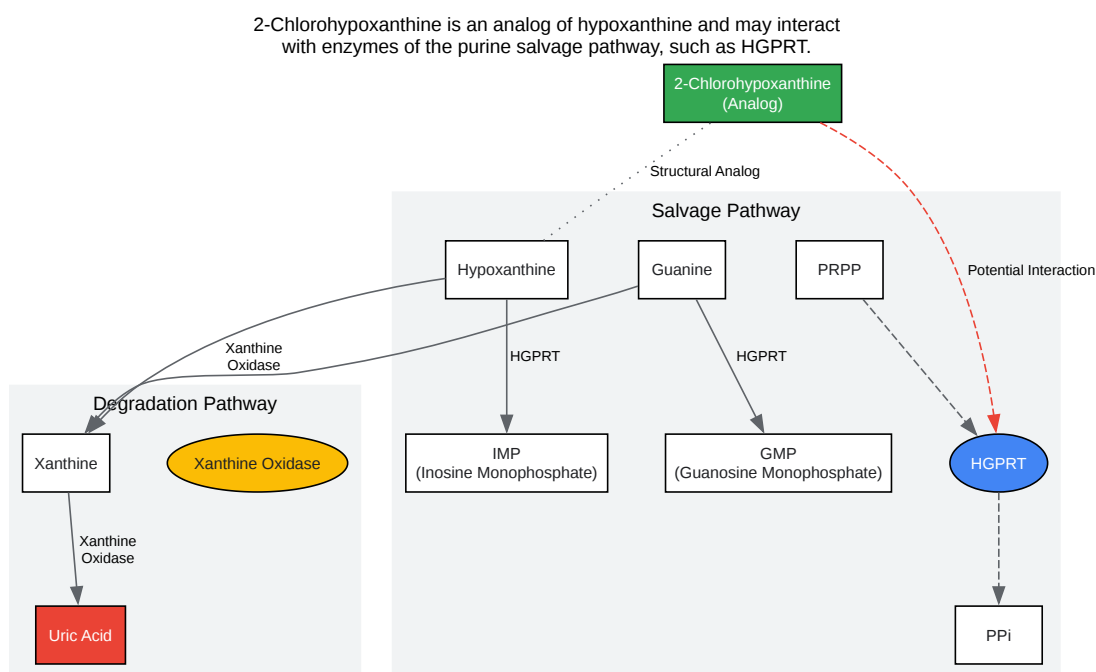 2-Chlorohypoxanthine is an analog of hypoxanthine and may interact
with enzymes of the purine salvage pathway, such as HGPRT.
2-Chlorohypoxanthine
(Analog)
Structural Analog
Salvage Pathway
Hypoxanthine
Guanine
PRPP
Potential Interaction
Xanthine
Oxidase
HGPRT
HGPRT
Degradation Pathway
Xanthine
Xanthine Oxidase
IMP
(Inosine Monophosphate)
GMP
(Guanosine Monophosphate)
HGPRT
Xanthine
Oxidase
Uric Acid
PPi